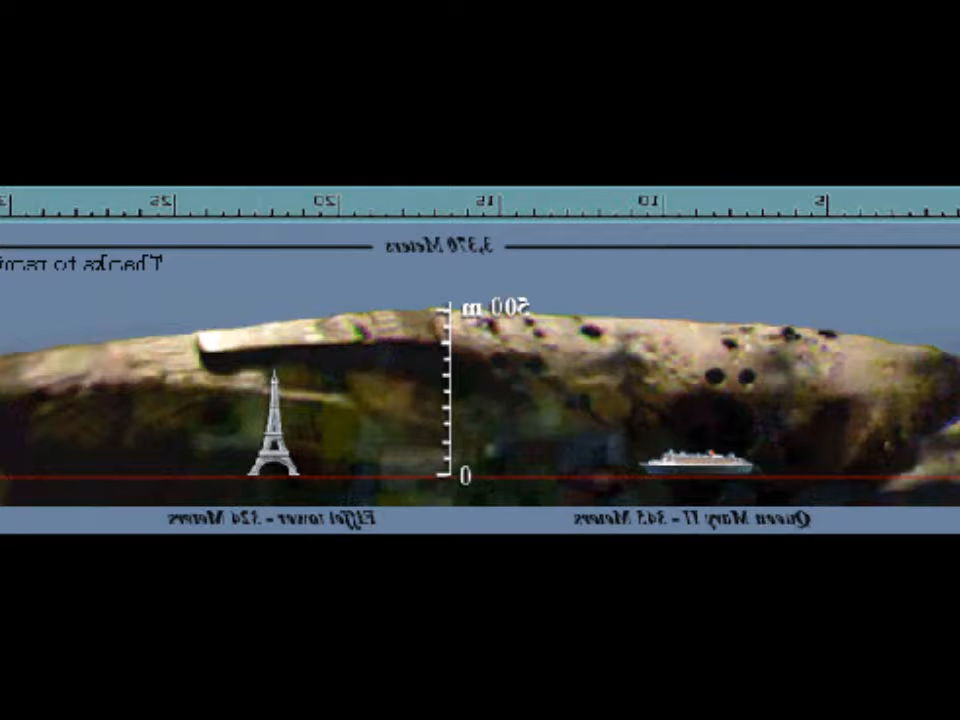 5 10 15 20 25
3,370 Meters
Thanks to
500 m
0
Queen Mary II - 345 Meters
Eiffel tower - 324 Meters